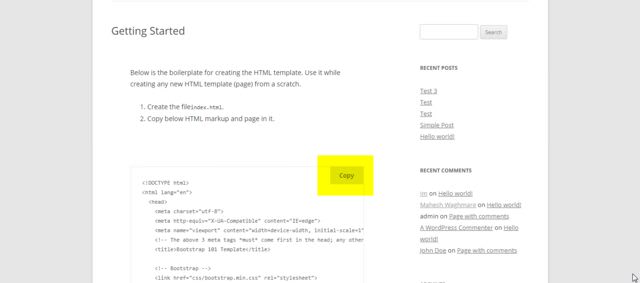 Getting Started
Search
Below is the boilerplate for creating the HTML template. Use it while
creating any new HTML template (page) from a scratch.
1. Create the file index.html.
2. Copy below HTML markup and page in it.
Copy
<!DOCTYPE html>
<html lang="en">
<head>
<meta charset="utf-8">
<meta http-equiv="X-UA-Compatible" content="IE=edge">
<meta name="viewport" content="width=device-width, initial-scale=1"
<!-- The above 3 meta tags *must* come first in the head; any other
<title>Bootstrap 101 Template</title>
<!-- Bootstrap -->
<link href="css/bootstrap.min.css" rel="stylesheet">
RECENT POSTS
Test 3
Test
Test
Simple Post
Hello world!
RECENT COMMENTS
on Hello world!
Mahesh Waghmare on Hello world!
admin on Page with comments
A WordPress Commenter on Hello
world!
John Doe on Page with comments